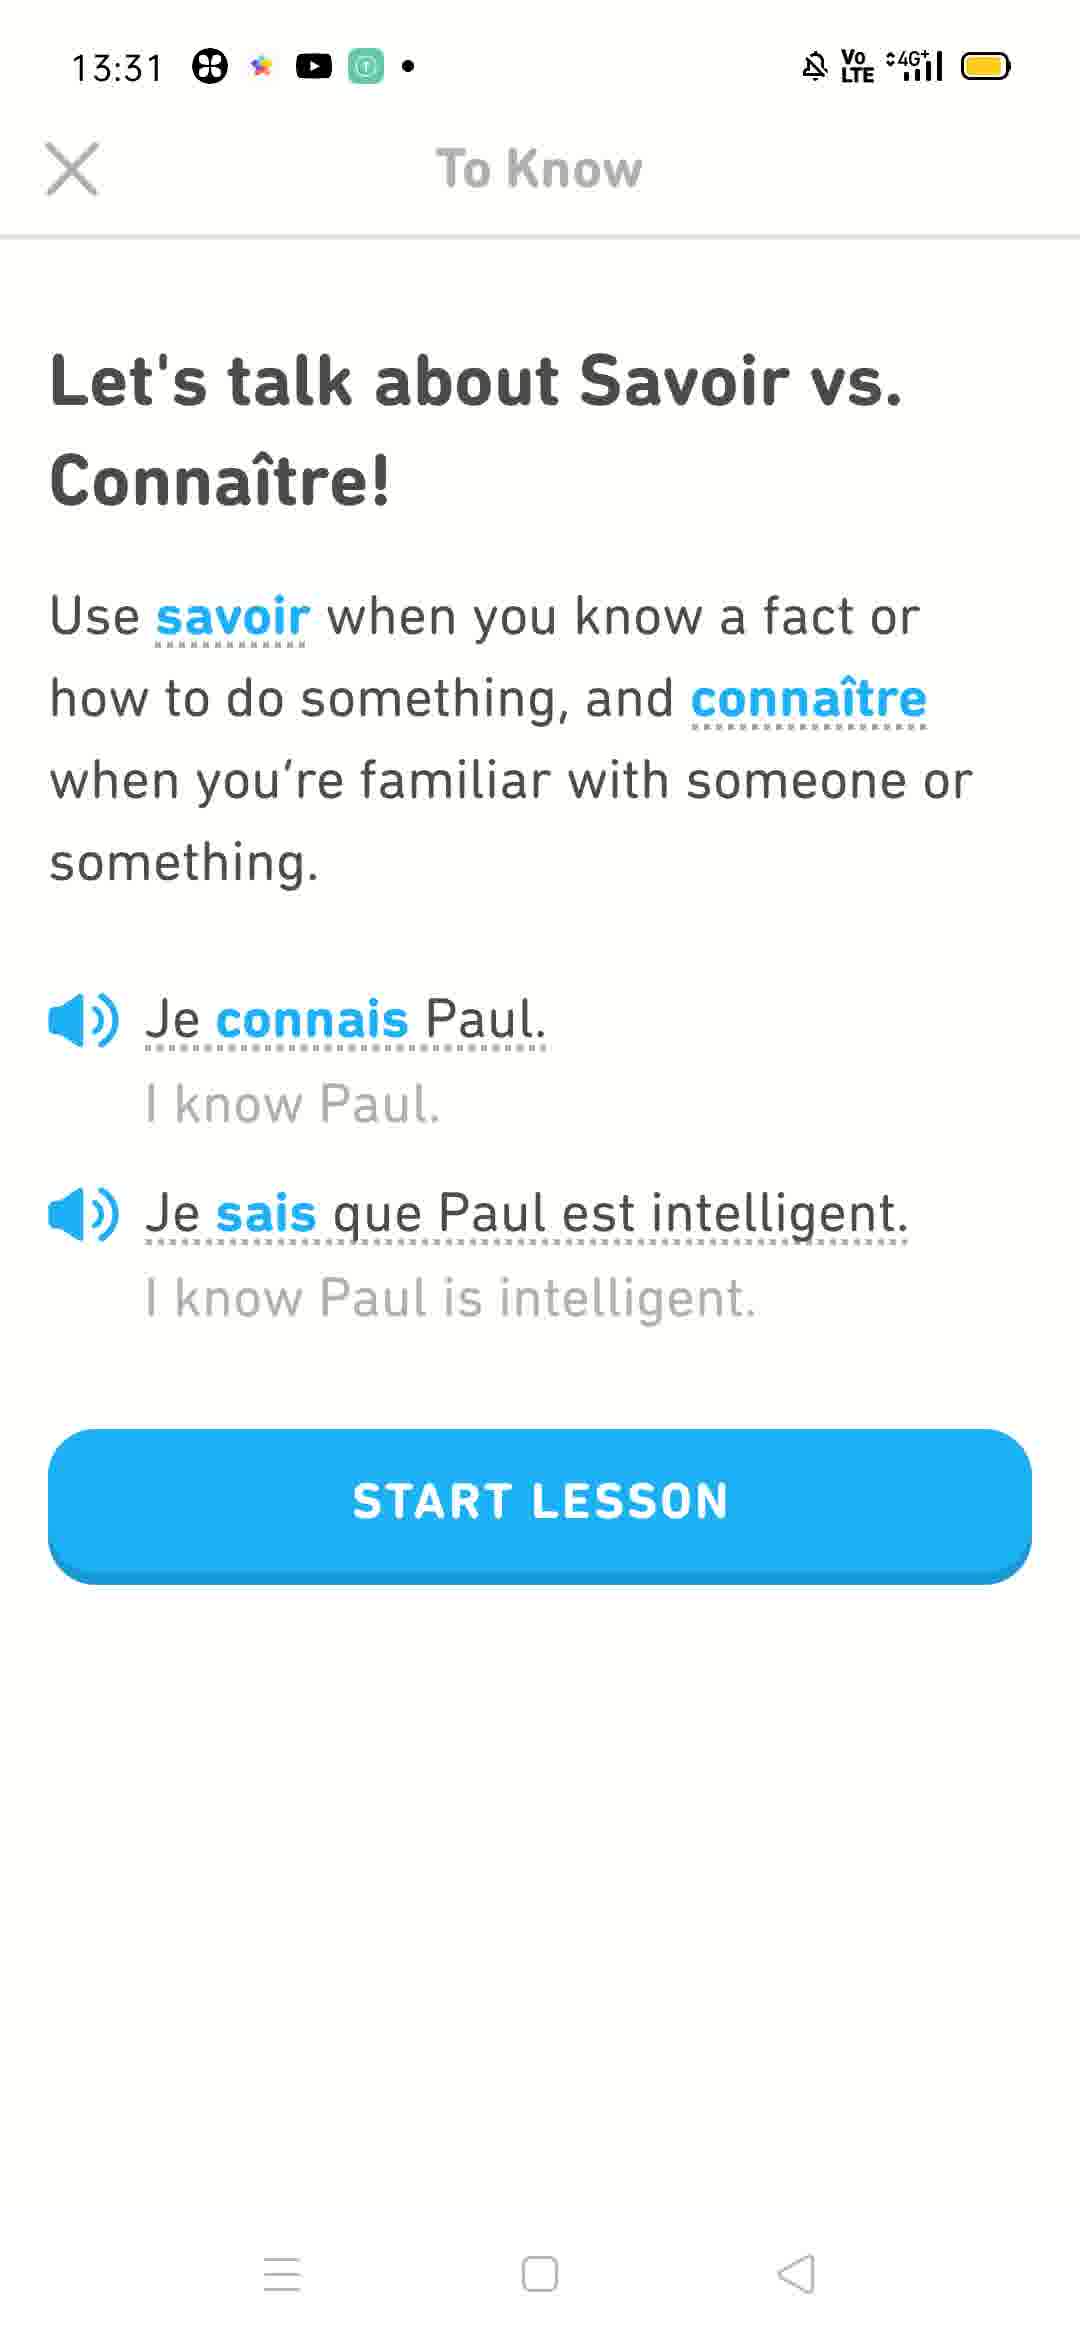 13:31
Vo LTE 4G+
To Know
Let's talk about Savoir vs.
Connaître!
Use savoir when you know a fact or
how to do something, and connaître
when you’re familiar with someone or
something.
Je connais Paul.
I know Paul.
Je sais que Paul est intelligent.
I know Paul is intelligent.
START LESSON